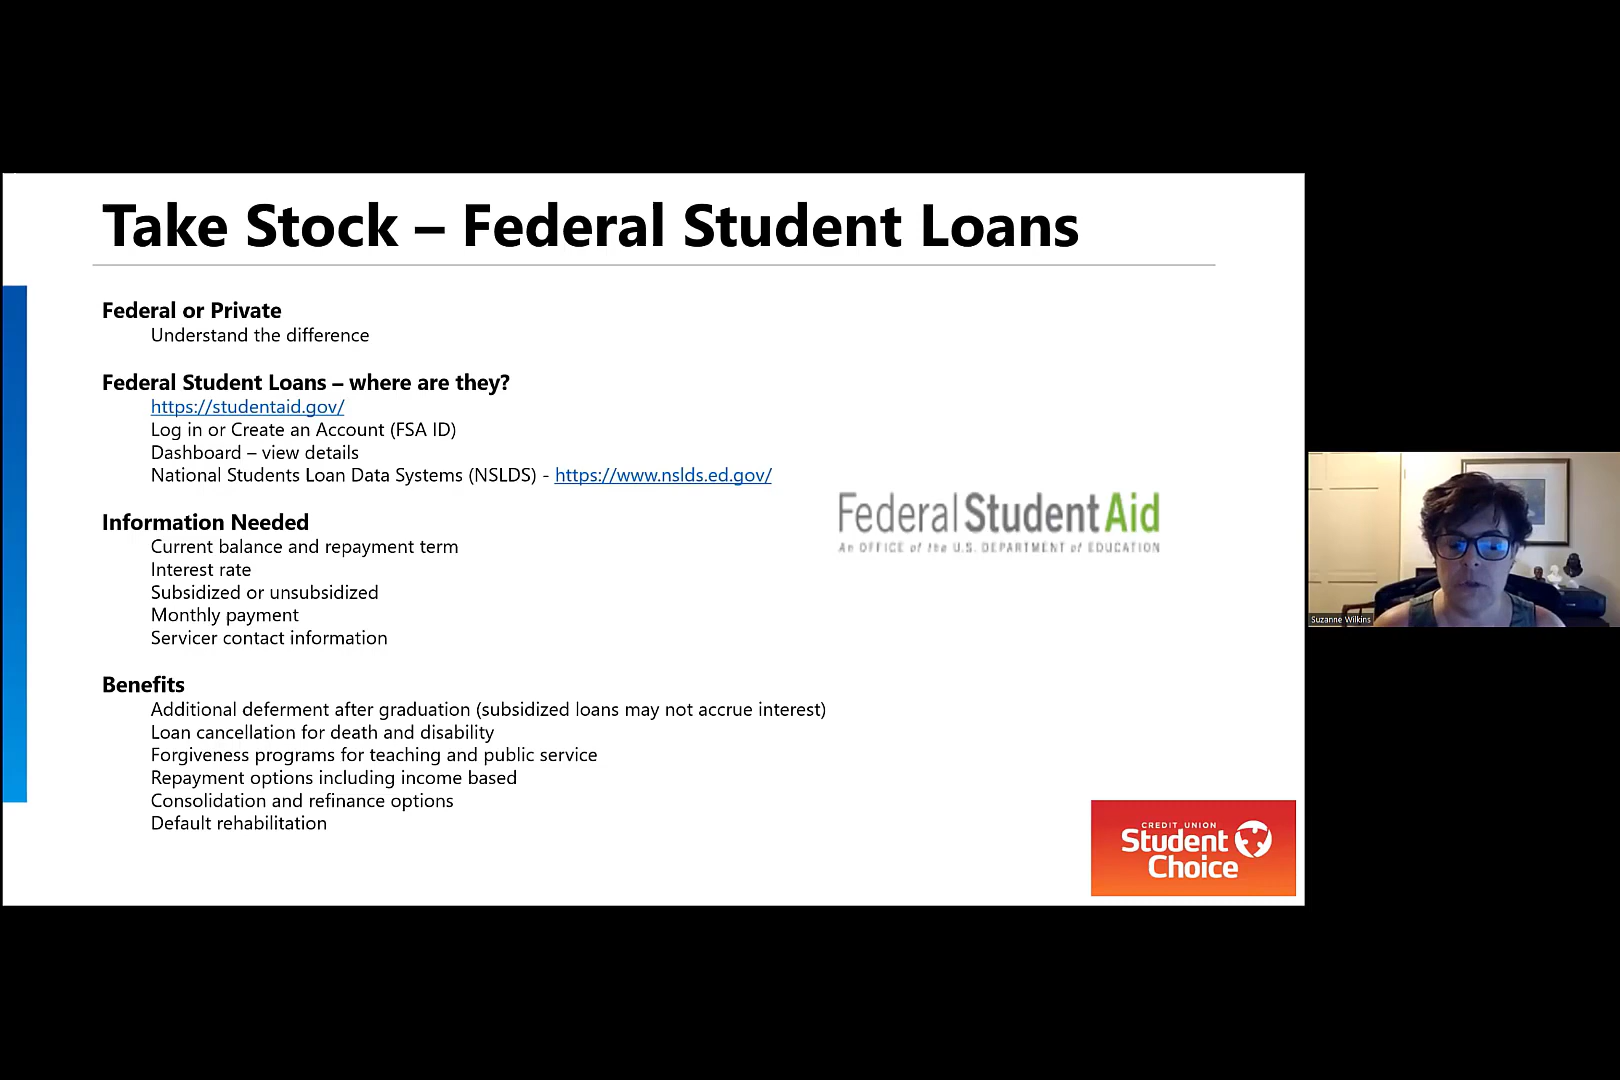 Take Stock – Federal Student Loans
Federal or Private
Understand the difference
Federal Student Loans – where are they?
https://studentaid.gov/
Log in or Create an Account (FSA ID)
Dashboard – view details
National Students Loan Data Systems (NSLDS) - https://www.nslds.ed.gov/
Information Needed
Current balance and repayment term
Interest rate
Subsidized or unsubsidized
Monthly payment
Servicer contact information
Benefits
Additional deferment after graduation (subsidized loans may not accrue interest)
Loan cancellation for death and disability
Forgiveness programs for teaching and public service
Repayment options including income based
Consolidation and refinance options
Default rehabilitation
Federal Student Aid
An OFFICE of the U.S. DEPARTMENT of EDUCATION
CREDIT UNION
Student
Choice
Suzanne Wilkins